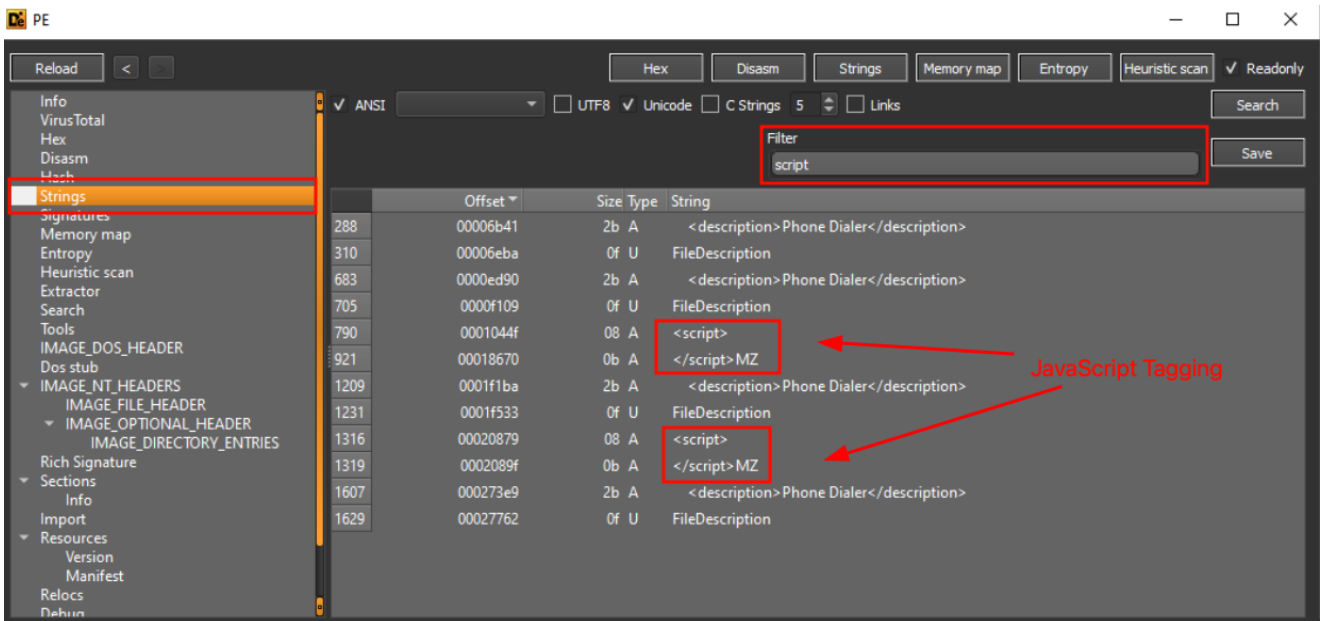 PE
Reload < >
Hex Disasm Strings Memory map Entropy Heuristic scan Readonly
Info
VirusTotal
Hex
Disasm
Hash
Strings
Signatures
Memory map
Entropy
Heuristic scan
Extractor
Search
Tools
IMAGE_DOS_HEADER
Dos stub
IMAGE_NT_HEADERS
IMAGE_FILE_HEADER
IMAGE_OPTIONAL_HEADER
IMAGE_DIRECTORY_ENTRIES
Rich Signature
Sections
Info
Import
Resources
Version
Manifest
Relocs
Debug
ANSI UTF8 Unicode C Strings 5 Links Search
Filter
script
Save
Offset Size Type String
288 00006b41 2b A <description>Phone Dialer</description>
310 00006eba 0f U FileDescription
683 0000ed90 2b A <description>Phone Dialer</description>
705 0000f109 0f U FileDescription
790 0001044f 08 A <script>
921 00018670 0b A </script>MZ
1209 0001f1ba 2b A <description>Phone Dialer</description>
1231 0001f533 0f U FileDescription
1316 00020879 08 A <script>
1319 0002089f 0b A </script>MZ
1607 000273e9 2b A <description>Phone Dialer</description>
1629 00027762 0f U FileDescription
JavaScript Tagging